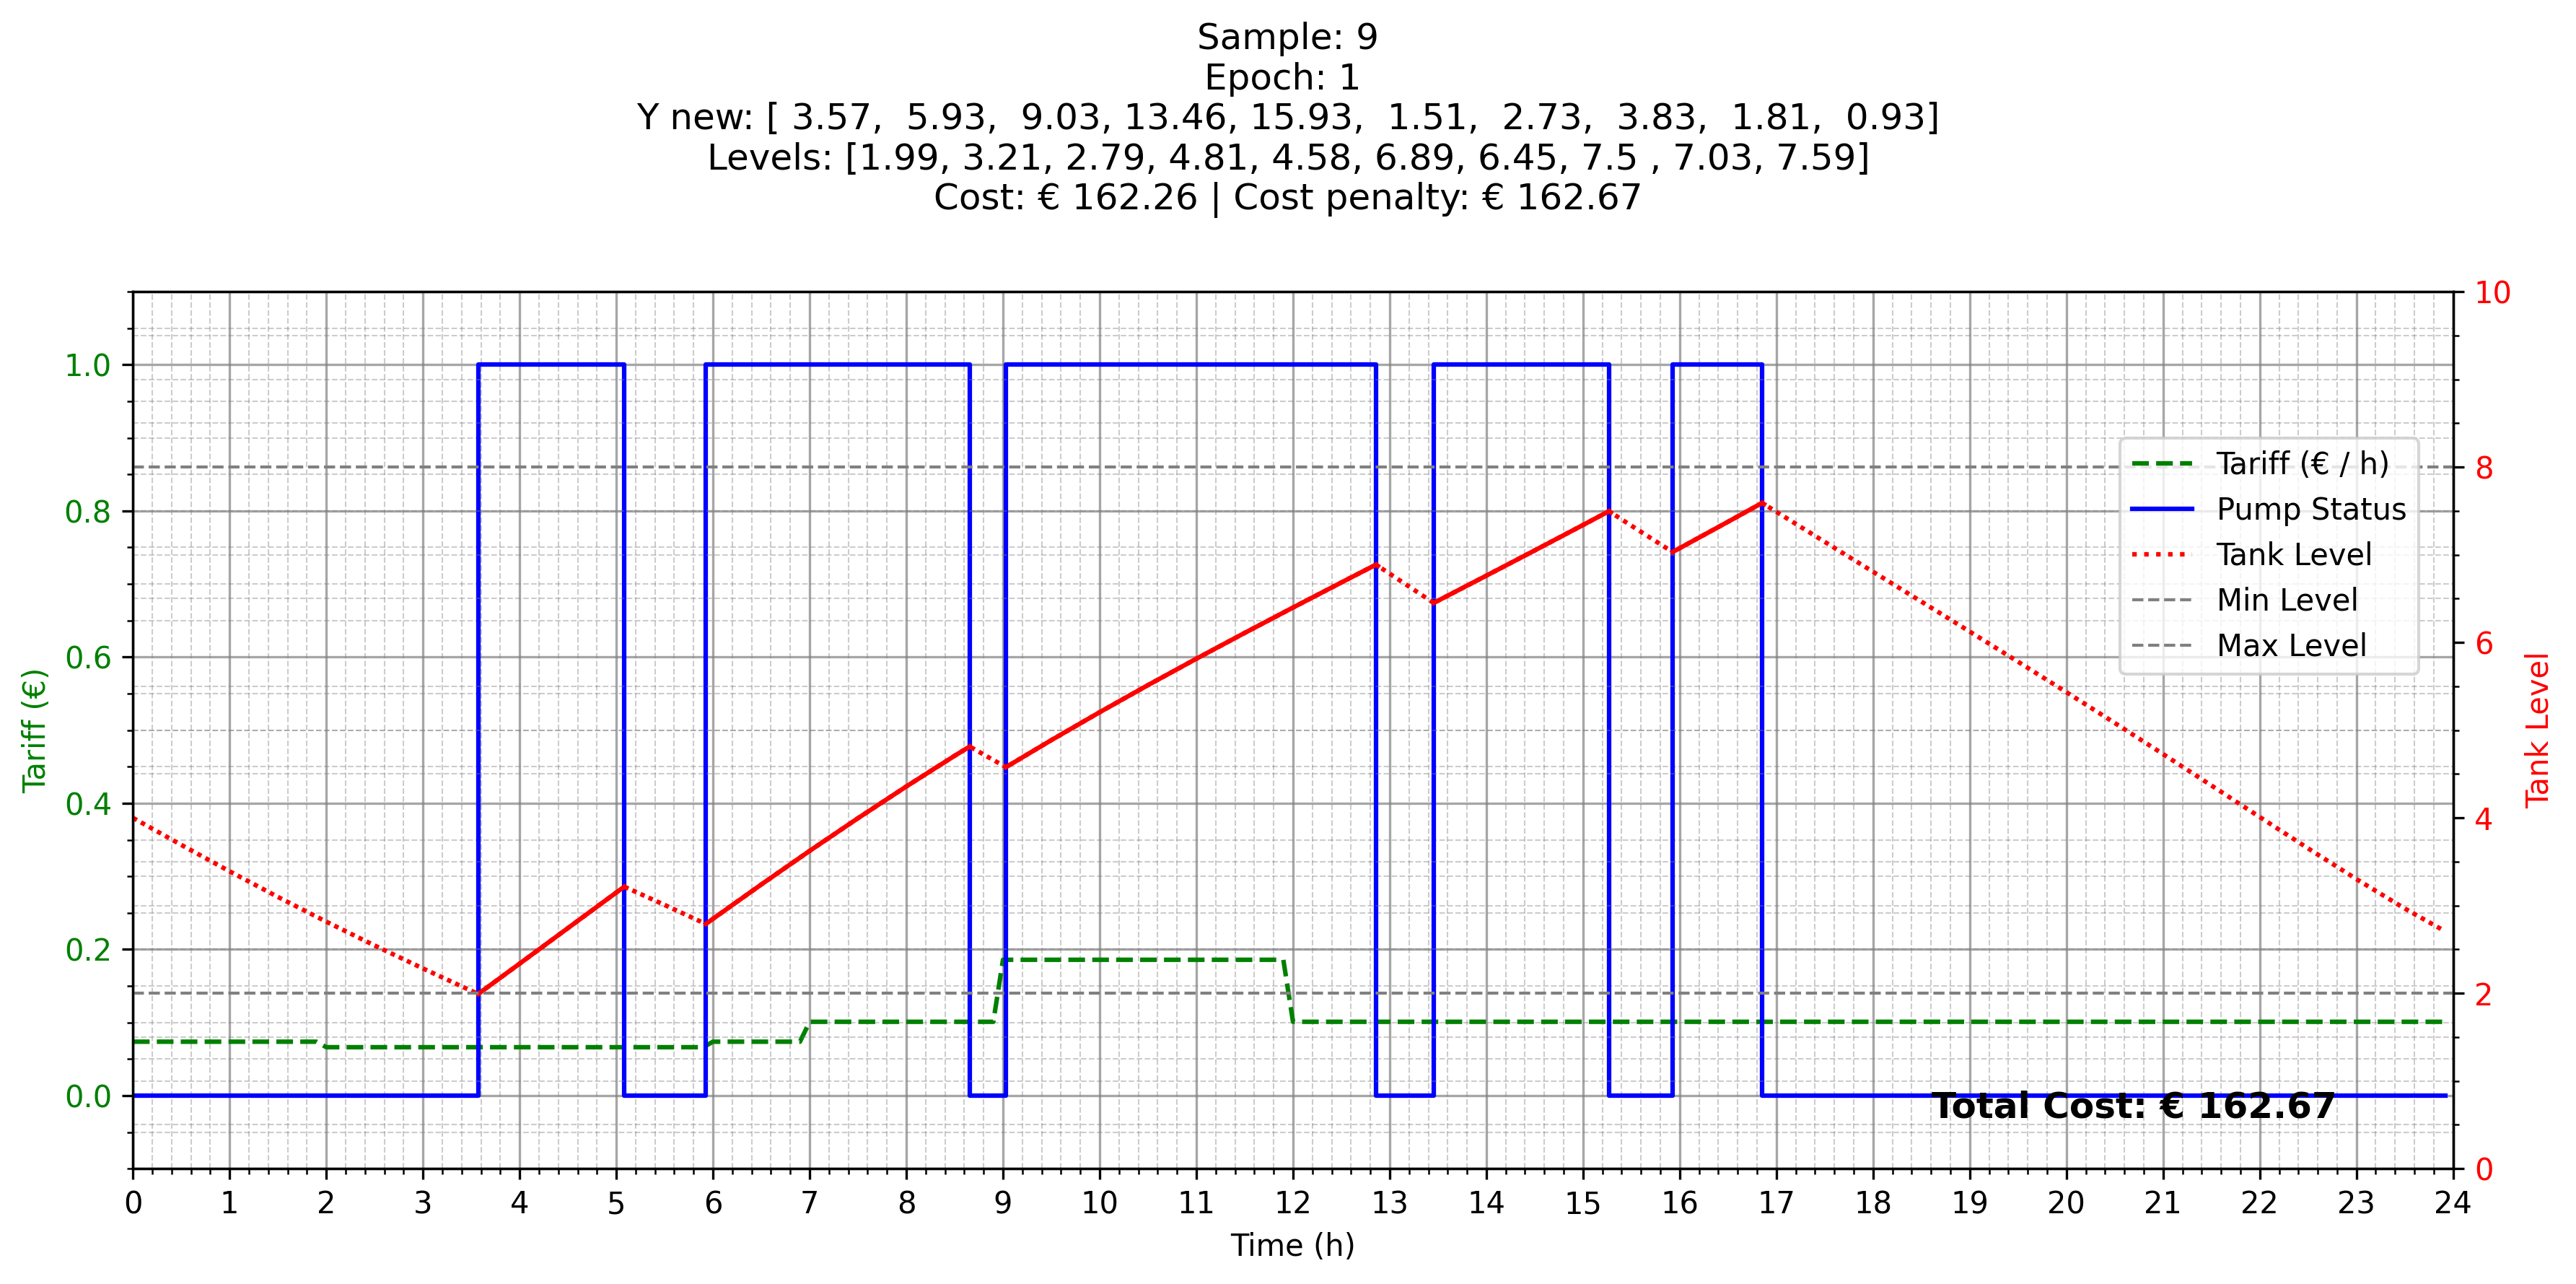 Sample: 9
Epoch: 1
Y new: [ 3.57,  5.93,  9.03, 13.46, 15.93,  1.51,  2.73,  3.83,  1.81,  0.93]
Levels: [1.99, 3.21, 2.79, 4.81, 4.58, 6.89, 6.45, 7.5 , 7.03, 7.59]
Cost: € 162.26 | Cost penalty: € 162.67
1.0
0.8
0.6
0.4
0.2
0.0
Tariff (€)
10
8
6
4
2
0
Tank Level
Tariff (€ / h)
Pump Status
Tank Level
Min Level
Max Level
Total Cost: € 162.67
0 1 2 3 4 5 6 7 8 9 10 11 12 13 14 15 16 17 18 19 20 21 22 23 24
Time (h)